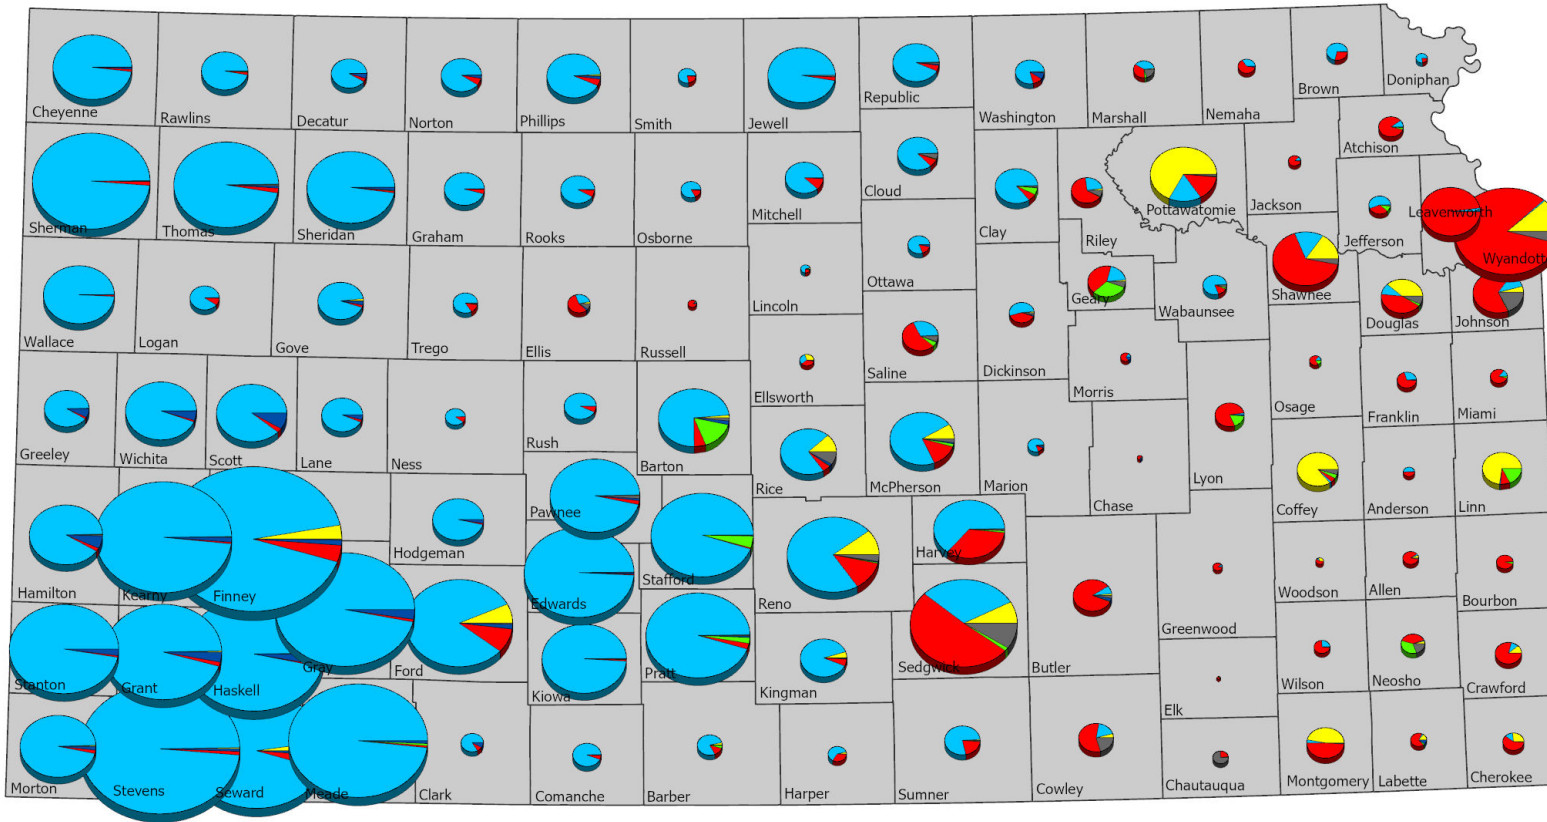 Cheyenne
Rawlins
Decatur
Norton
Phillips
Smith
Jewell
Republic
Washington
Marshall
Nemaha
Brown
Doniphan
Sherman
Thomas
Sheridan
Graham
Rooks
Osborne
Mitchell
Cloud
Clay
Riley
Pottawatomie
Jackson
Atchison
Jefferson
Leavenworth
Wyandott
Wallace
Logan
Gove
Trego
Ellis
Russell
Lincoln
Ottawa
Saline
Dickinson
Geary
Wabaunsee
Shawnee
Douglas
Johnson
Greeley
Wichita
Scott
Lane
Ness
Rush
Barton
Ellsworth
Rice
McPherson
Marion
Morris
Chase
Lyon
Osage
Franklin
Miami
Coffey
Anderson
Linn
Hamilton
Kearny
Finney
Hodgeman
Pawnee
Edwards
Stafford
Reno
Harvey
Sedgwick
Butler
Greenwood
Woodson
Allen
Bourbon
Stanton
Grant
Haskell
Gray
Ford
Kiowa
Pratt
Kingman
Elk
Wilson
Neosho
Crawford
Morton
Stevens
Seward
Meade
Clark
Comanche
Barber
Harper
Sumner
Cowley
Chautauqua
Montgomery
Labette
Cherokee